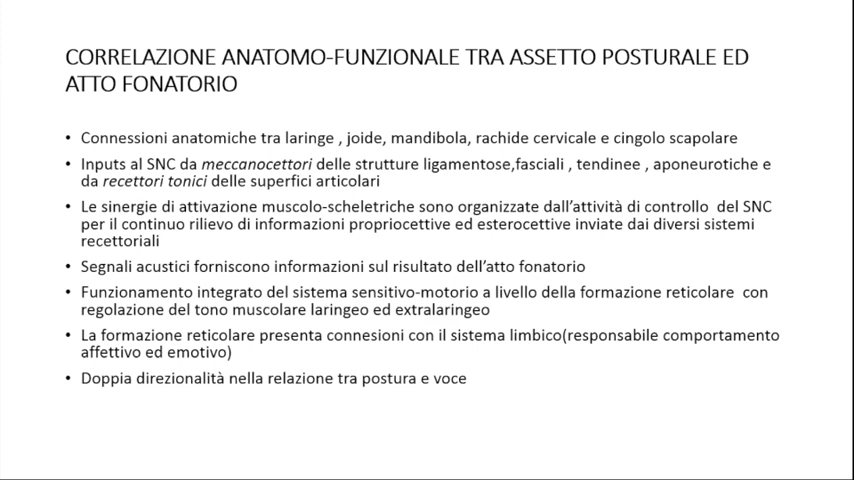 CORRELAZIONE ANATOMO-FUNZIONALE TRA ASSETTO POSTURALE ED
ATTO FONATORIO
• Connessioni anatomiche tra laringe , joide, mandibola, rachide cervicale e cingolo scapolare
• Inputs al SNC da meccanocettori delle strutture ligamentose,fasciali , tendinee , aponeurotiche e
da recettori tonici delle superfici articolari
• Le sinergie di attivazione muscolo-scheletriche sono organizzate dall'attività di controllo del SNC
per il continuo rilievo di informazioni propriocettive ed esterocettive inviate dai diversi sistemi
recettoriali
• Segnali acustici forniscono informazioni sul risultato dell'atto fonatorio
• Funzionamento integrato del sistema sensitivo-motorio a livello della formazione reticolare con
regolazione del tono muscolare laringeo ed extralaringeo
• La formazione reticolare presenta connesioni con il sistema limbico(responsabile comportamento
affettivo ed emotivo)
• Doppia direzionalità nella relazione tra postura e voce